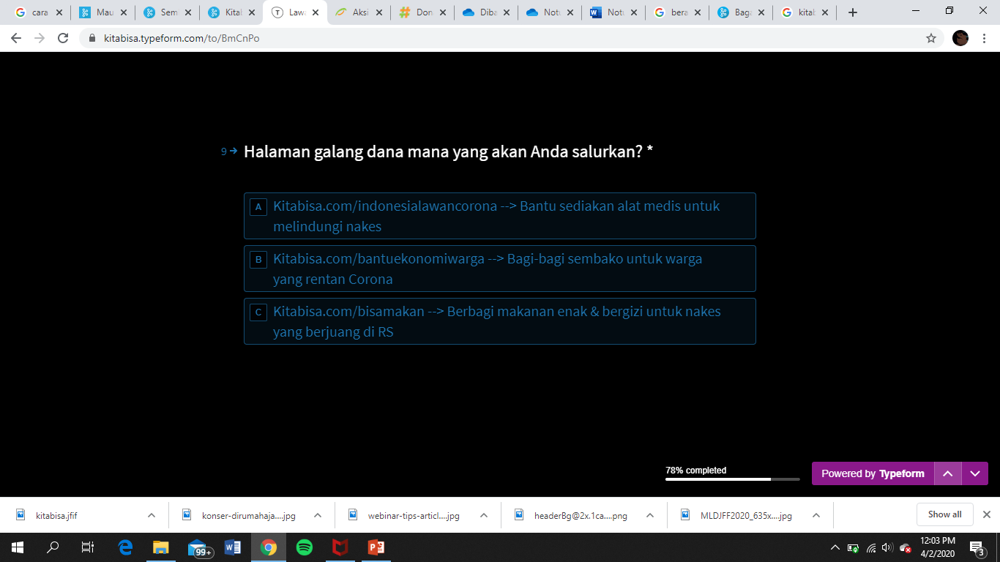 cara
Mau
Sem
Kital
Lawa
Aksi
Don
Diba
Notu
Notu
bera
Baga
kitab
kitabisa.typeform.com/to/BmCnPo
9 → Halaman galang dana mana yang akan Anda salurkan? *
A Kitabisa.com/indonesialawancorona --> Bantu sediakan alat medis untuk
melindungi nakes
B Kitabisa.com/bantuekonomiwarga --> Bagi-bagi sembako untuk warga
yang rentan Corona
C Kitabisa.com/bisamakan --> Berbagi makanan enak & bergizi untuk nakes
yang berjuang di RS
78% completed
Powered by Typeform
kitabisa.jfif
konser-dirumahaja....jpg
webinar-tips-articl....jpg
headerBg@2x.1ca....png
MLDJFF2020_635x....jpg
Show all
99+
12:03 PM
4/2/2020
3